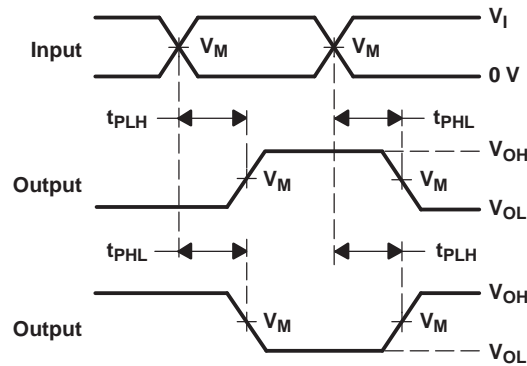 V_I
Input V_M V_M
0 V
t_PLH t_PHL
V_OH
Output V_M V_M
V_OL
t_PHL t_PLH
V_OH
Output V_M V_M
V_OL